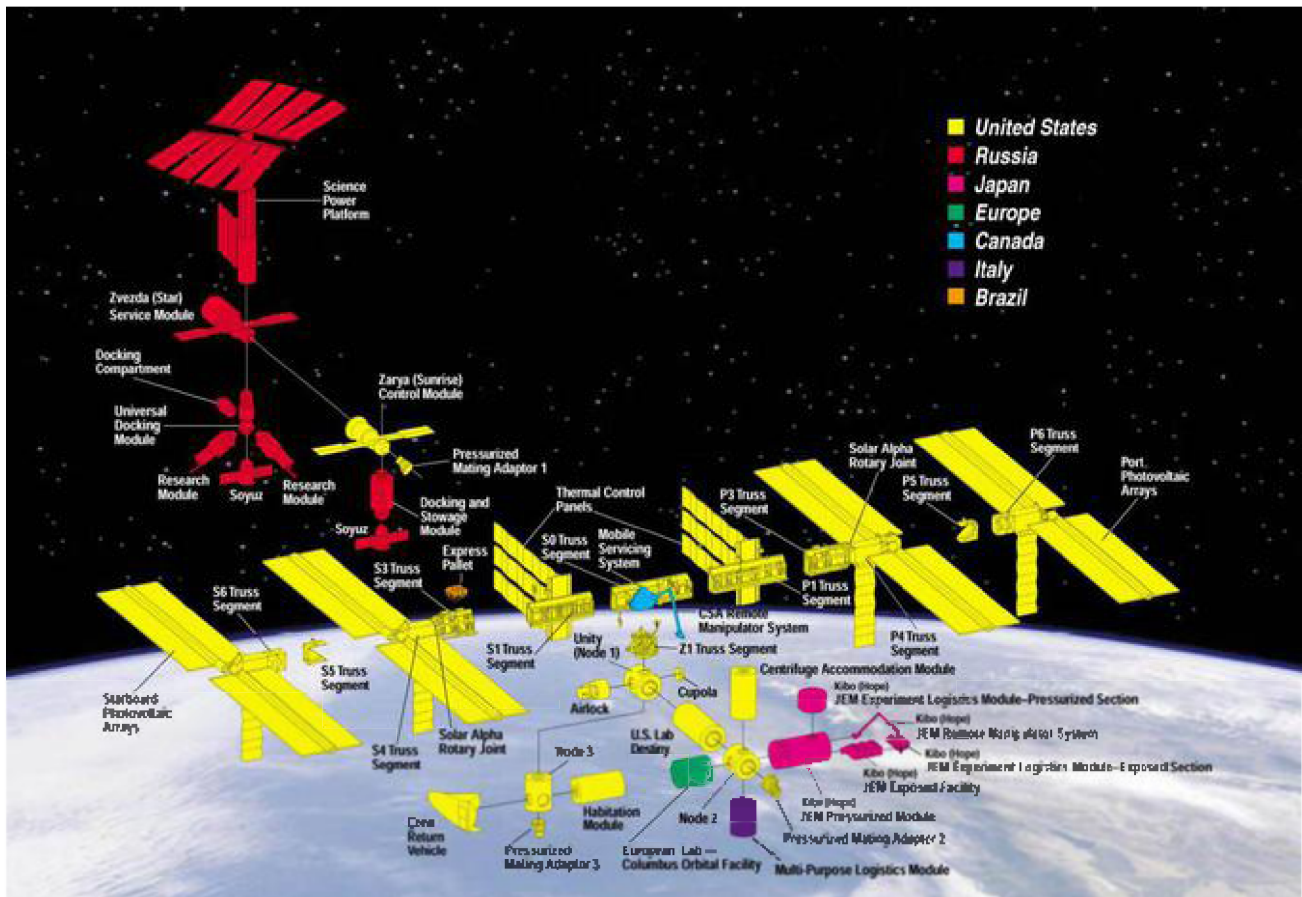 United States
Russia
Japan
Europe
Canada
Italy
Brazil
Science
Power
Platform
Zvezda (Star)
Service Module
Docking
Compartment
Universal
Docking
Module
Research
Module
Soyuz
Research
Module
Zarya (Sunrise)
Control Module
Pressurized
Mating Adaptor 1
Docking and
Stowage
Module
Soyuz
Express
Pallet
Thermal Control
Panels
S0 Truss
Segment
Mobile
Servicing
System
P3 Truss
Segment
Solar Alpha
Rotary Joint
P5 Truss
Segment
P6 Truss
Segment
Port
Photovoltaic
Arrays
S3 Truss
Segment
S6 Truss
Segment
P1 Truss
Segment
CSA Remote
Manipulator System
P4 Truss
Segment
S1 Truss
Segment
Unity
(Node 1)
Z1 Truss Segment
S5 Truss
Segment
Starboard
Photovoltaic
Arrays
S4 Truss
Segment
Solar Alpha
Rotary Joint
Airlock
Cupola
Centrifuge Accommodation Module
Kibo (Hope)
JEM Experiment Logistics Module–Pressurized Section
Kibo (Hope)
JEM Remote Manipulator System
Kibo (Hope)
JEM Experiment Logistics Module–Exposed Section
Kibo (Hope)
JEM Exposed Facility
Kibo (Hope)
JEM Pressurized Module
U.S. Lab
Destiny
Node 3
Habitation
Module
Crew
Return
Vehicle
Pressurized
Mating Adaptor 3
Node 2
European Lab —
Columbus Orbital Facility
Pressurized Mating Adaptor 2
Multi-Purpose Logistics Module